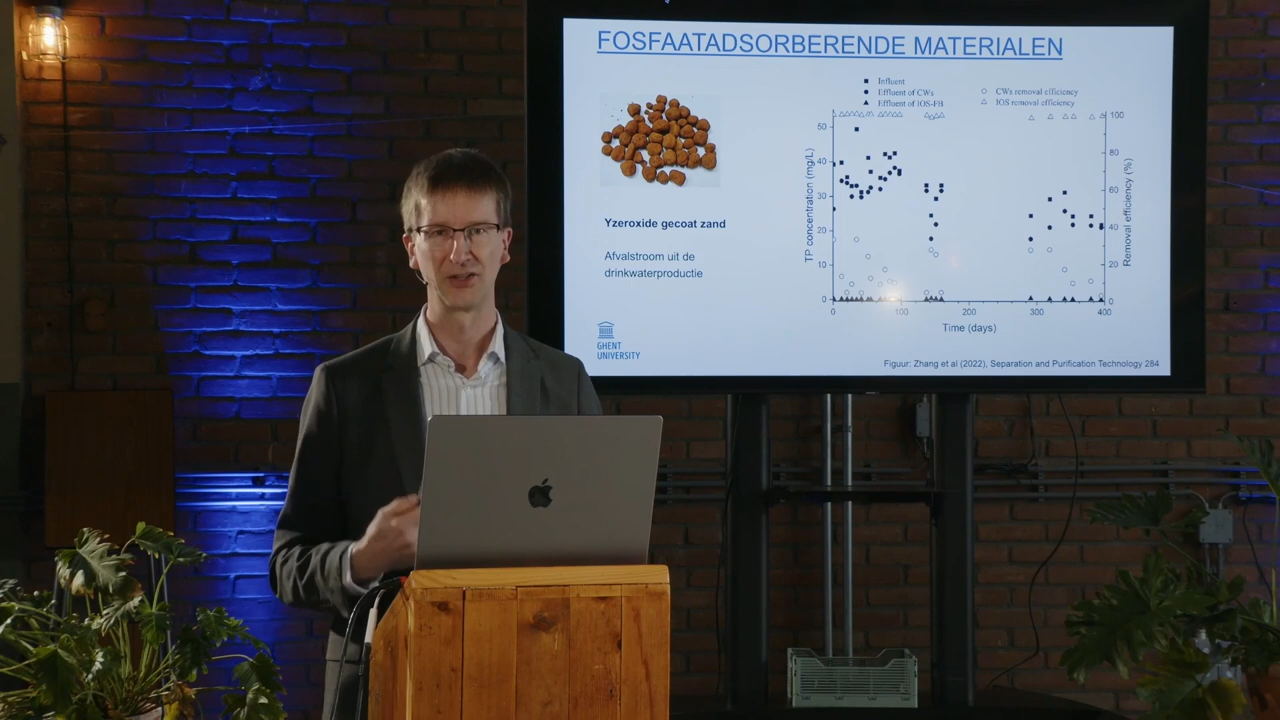 FOSFAATADSORBERENDE MATERIALEN
Influent
Effluent of CWs
Effluent of IOS-FB
CWs removal efficiency
IOS removal efficiency
TP concentration (mg/L)
50
40
30
20
10
0
100
80
60
40
20
0
Removal efficiency (%)
0
100
200
300
400
Time (days)
Yzeroxide gecoat zand
Afvalstroom uit de
drinkwaterproductie
GHENT
UNIVERSITY
Figuur: Zhang et al (2022), Separation and Purification Technology 284